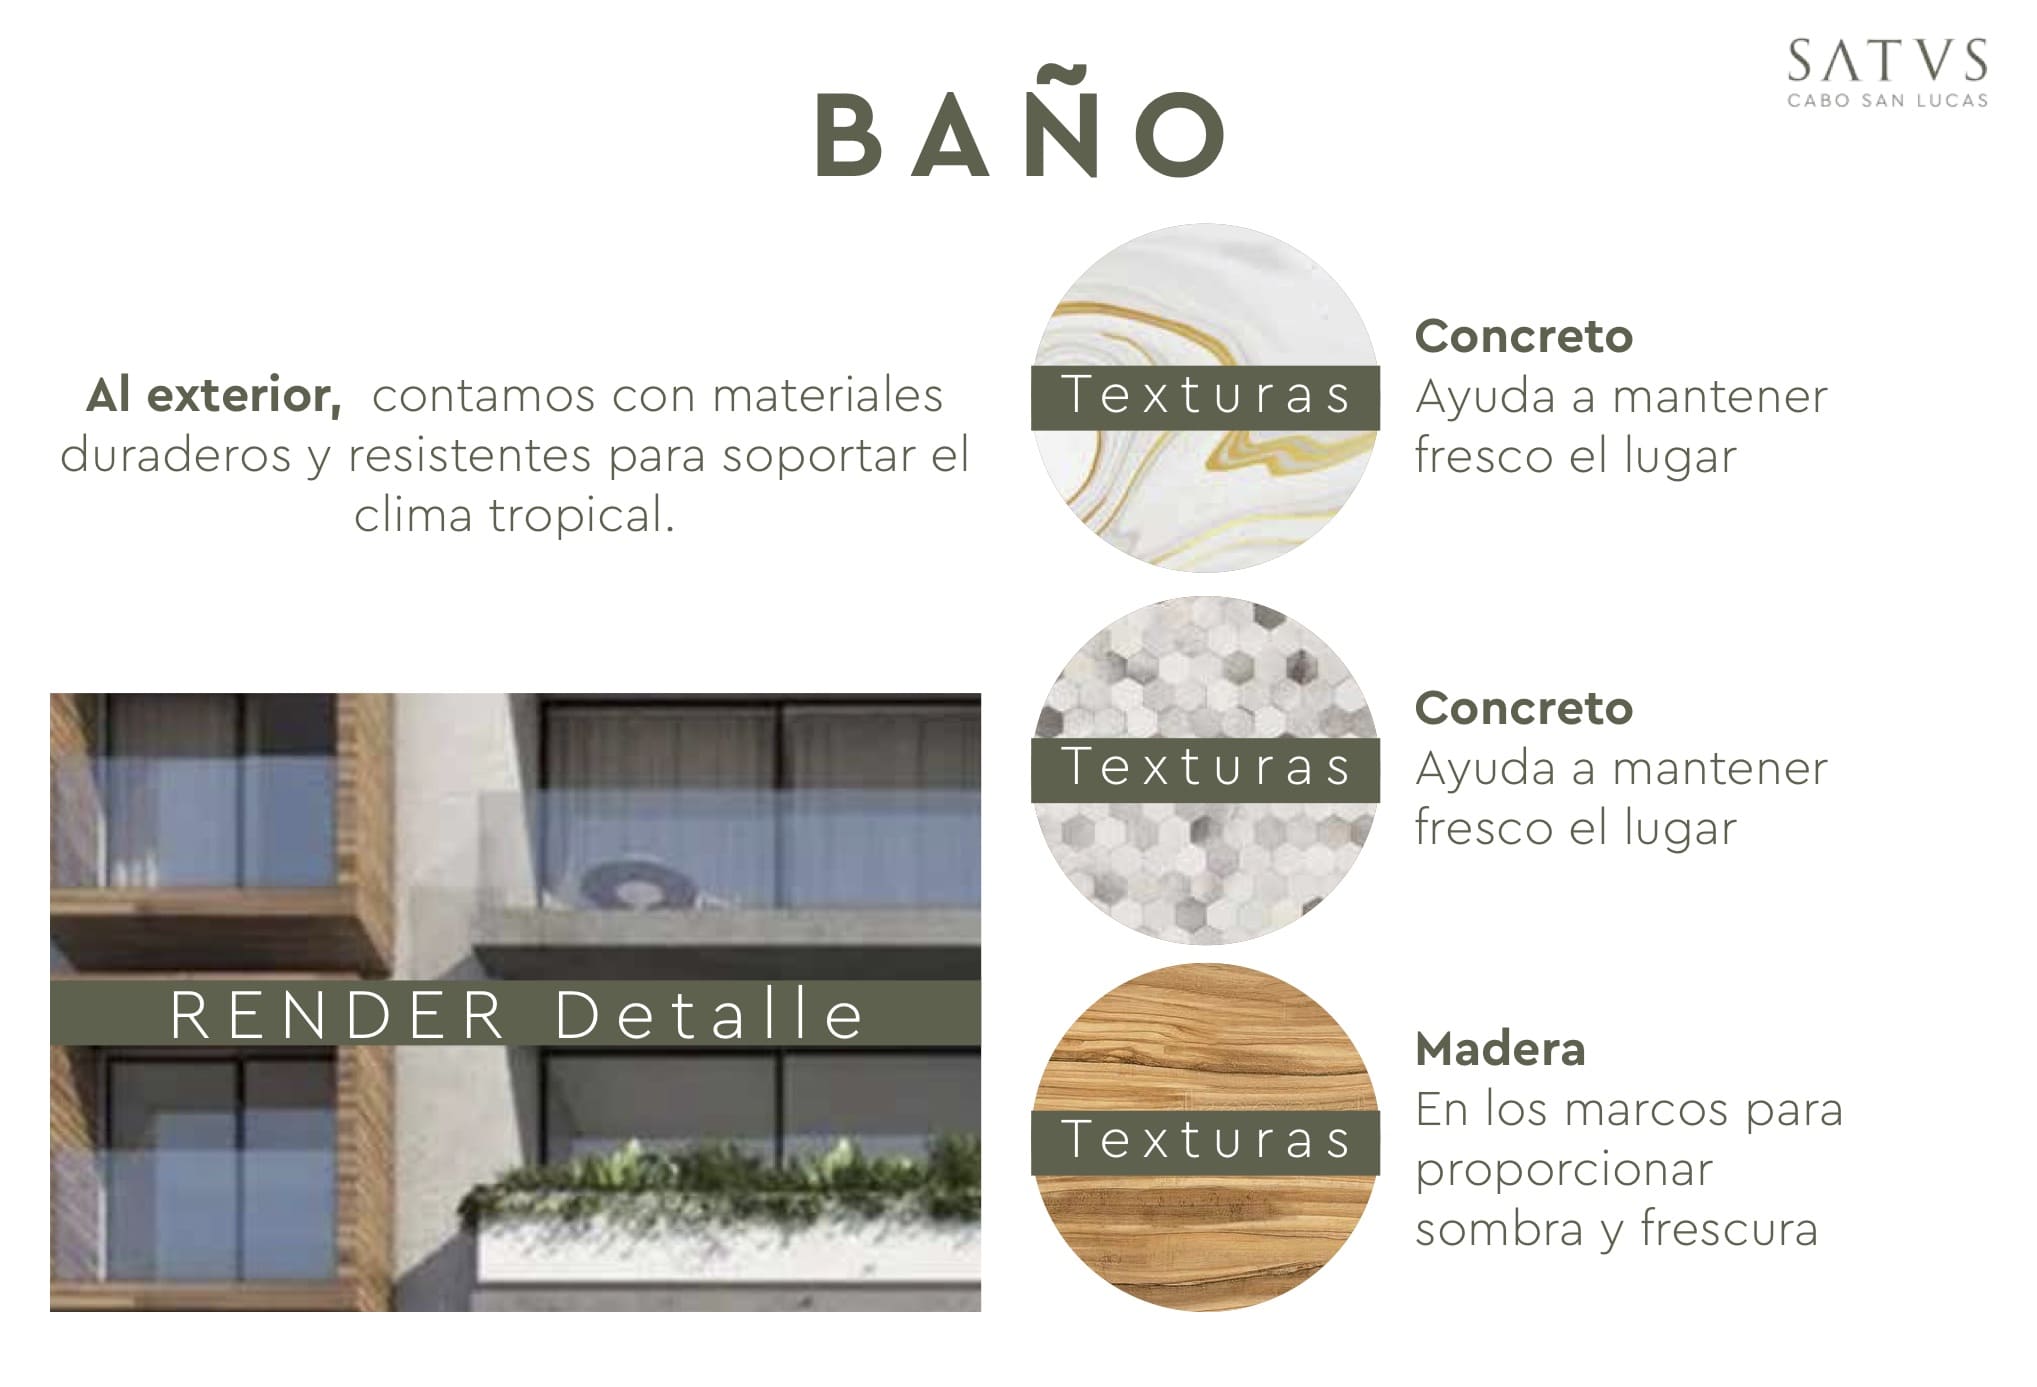 SATVS
CABO SAN LUCAS
BAÑO
Al exterior, contamos con materiales
duraderos y resistentes para soportar el
clima tropical.
RENDER Detalle
Texturas
Concreto
Ayuda a mantener
fresco el lugar
Texturas
Concreto
Ayuda a mantener
fresco el lugar
Texturas
Madera
En los marcos para
proporcionar
sombra y frescura